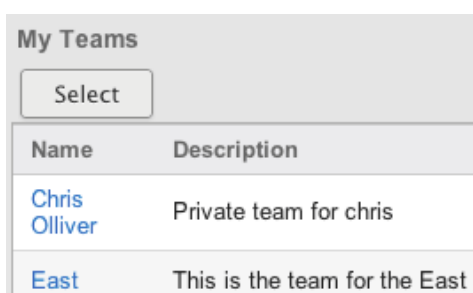 My Teams
Select
Name Description
Chris
Olliver
Private team for chris
East This is the team for the East